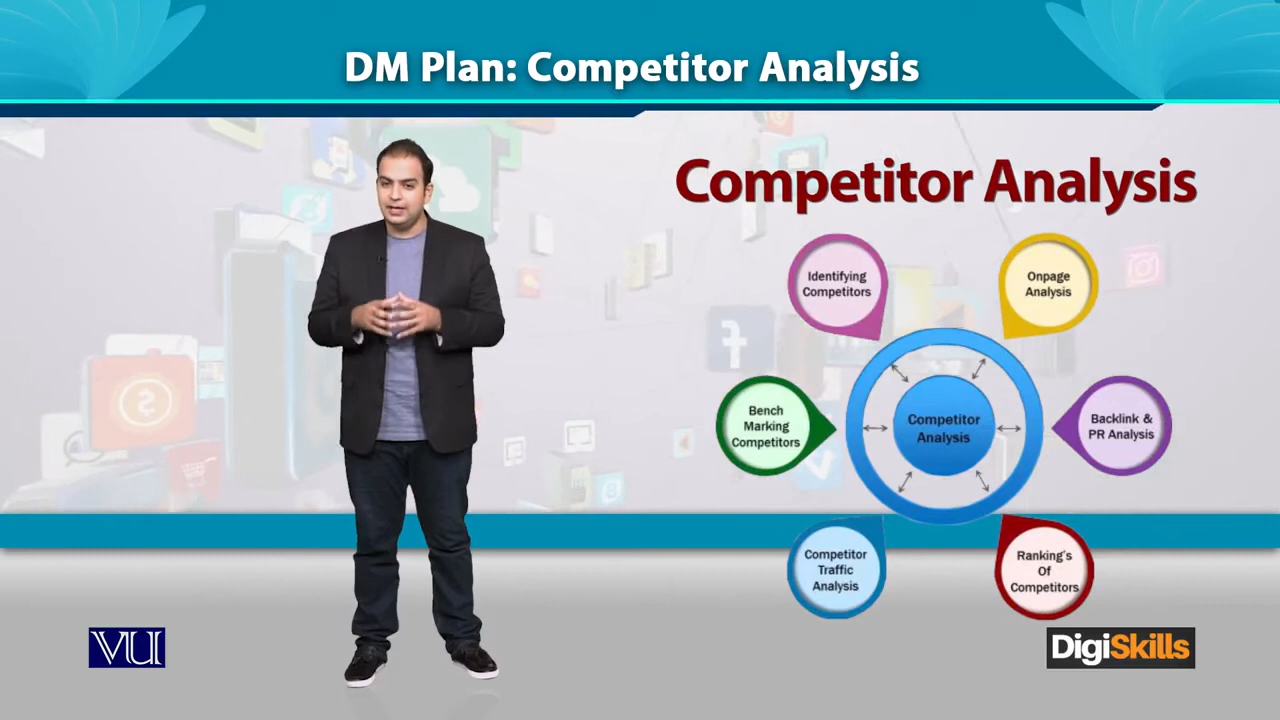 DM Plan: Competitor Analysis
Competitor Analysis
Identifying
Competitors
Onpage
Analysis
Bench
Marking
Competitors
Competitor
Analysis
Backlink &
PR Analysis
Competitor
Traffic
Analysis
Ranking's
Of
Competitors
VU
DigiSkills